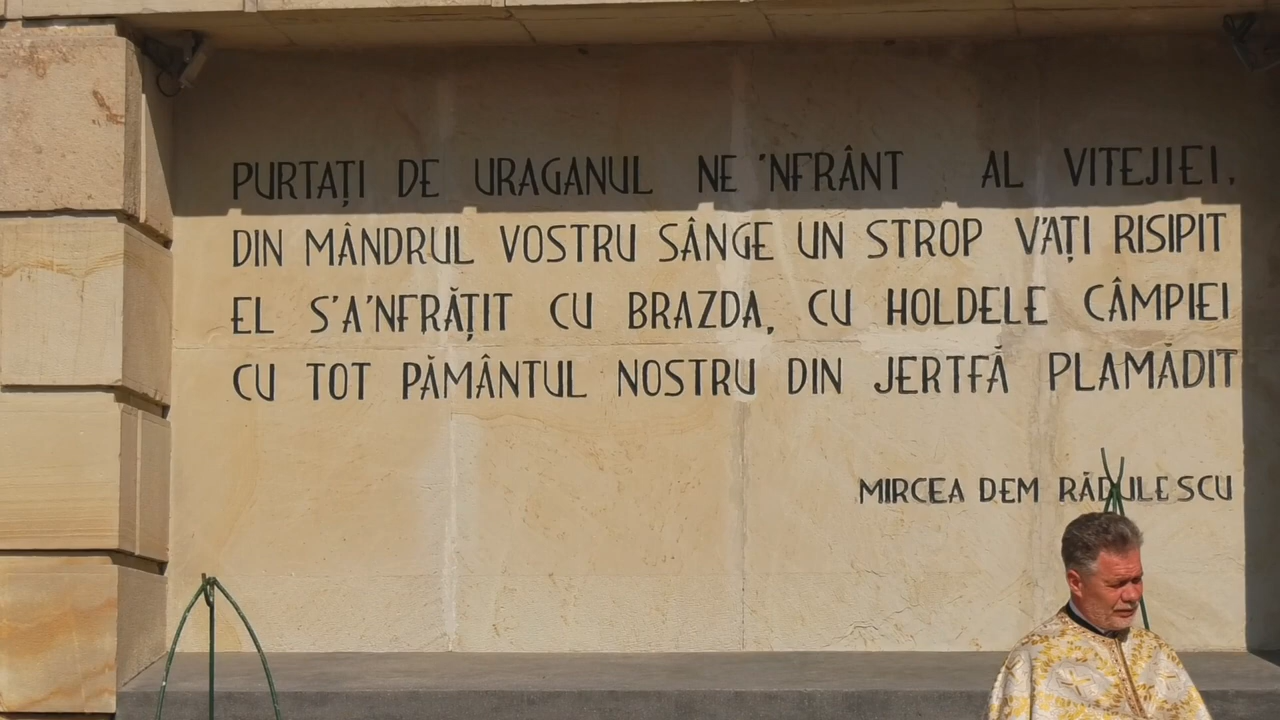 PURTAȚI DE URAGANUL NE 'NFRÂNT AL VITEJIEI,
DIN MÂNDRUL VOSTRU SÂNGE UN STROP V'AȚI RISIPIT
EL S'A'NFRĂȚIT CU BRAZDA, CU HOLDELE CÂMPIEI
CU TOT PĂMÂNTUL NOSTRU DIN JERTFĂ PLAMĂDIT
MIRCEA DEM RĂDULESCU